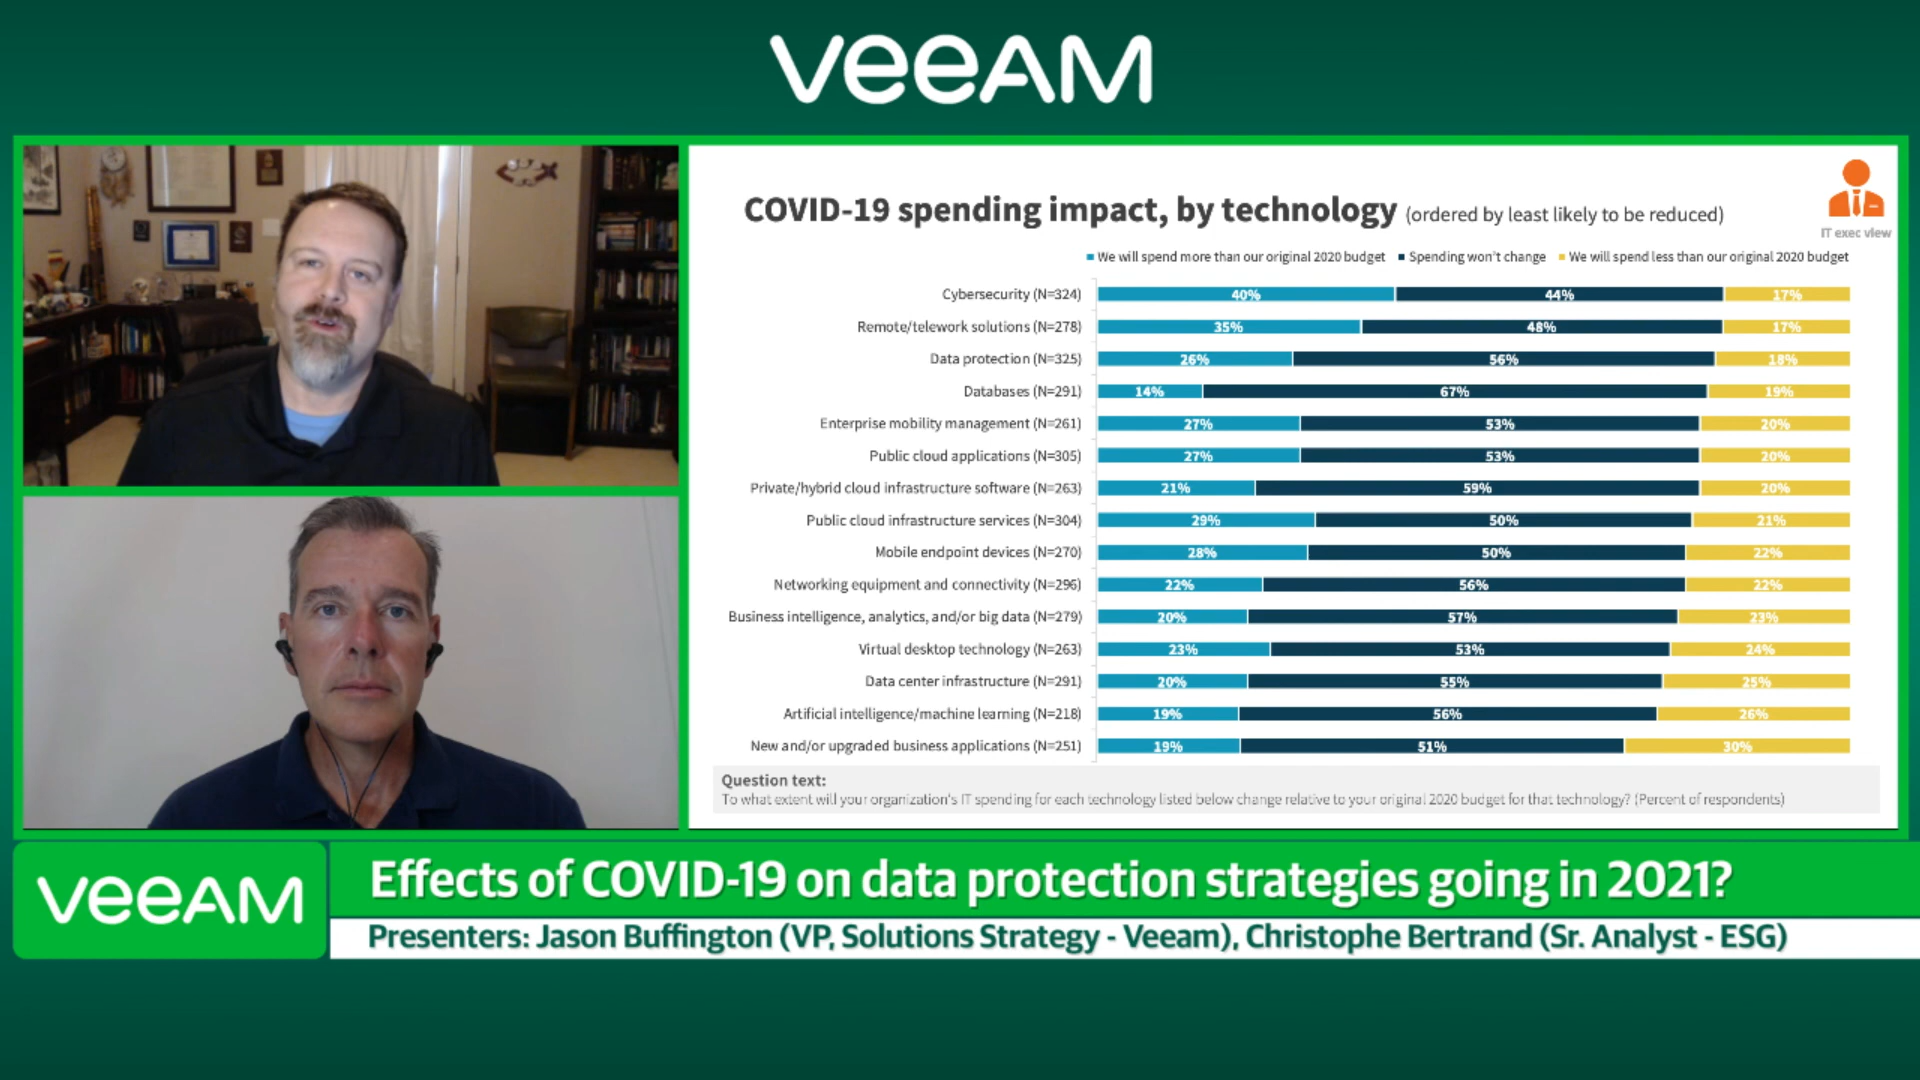 veeAM
COVID-19 spending impact, by technology (ordered by least likely to be reduced)
IT exec view
We will spend more than our original 2020 budget Spending won't change We will spend less than our original 2020 budget
Cybersecurity (N=324) 40% 44% 17%
Remote/telework solutions (N=278) 35% 48% 17%
Data protection (N=325) 26% 56% 18%
Databases (N=291) 14% 67% 19%
Enterprise mobility management (N=261) 27% 53% 20%
Public cloud applications (N=305) 27% 53% 20%
Private/hybrid cloud infrastructure software (N=263) 21% 59% 20%
Public cloud infrastructure services (N=304) 29% 50% 21%
Mobile endpoint devices (N=270) 28% 50% 22%
Networking equipment and connectivity (N=296) 22% 56% 22%
Business intelligence, analytics, and/or big data (N=279) 20% 57% 23%
Virtual desktop technology (N=263) 23% 53% 24%
Data center infrastructure (N=291) 20% 55% 25%
Artificial intelligence/machine learning (N=218) 19% 56% 26%
New and/or upgraded business applications (N=251) 19% 51% 30%
Question text:
To what extent will your organization's IT spending for each technology listed below change relative to your original 2020 budget for that technology? (Percent of respondents)
veeAM
Effects of COVID-19 on data protection strategies going in 2021?
Presenters: Jason Buffington (VP, Solutions Strategy - Veeam), Christophe Bertrand (Sr. Analyst - ESG)